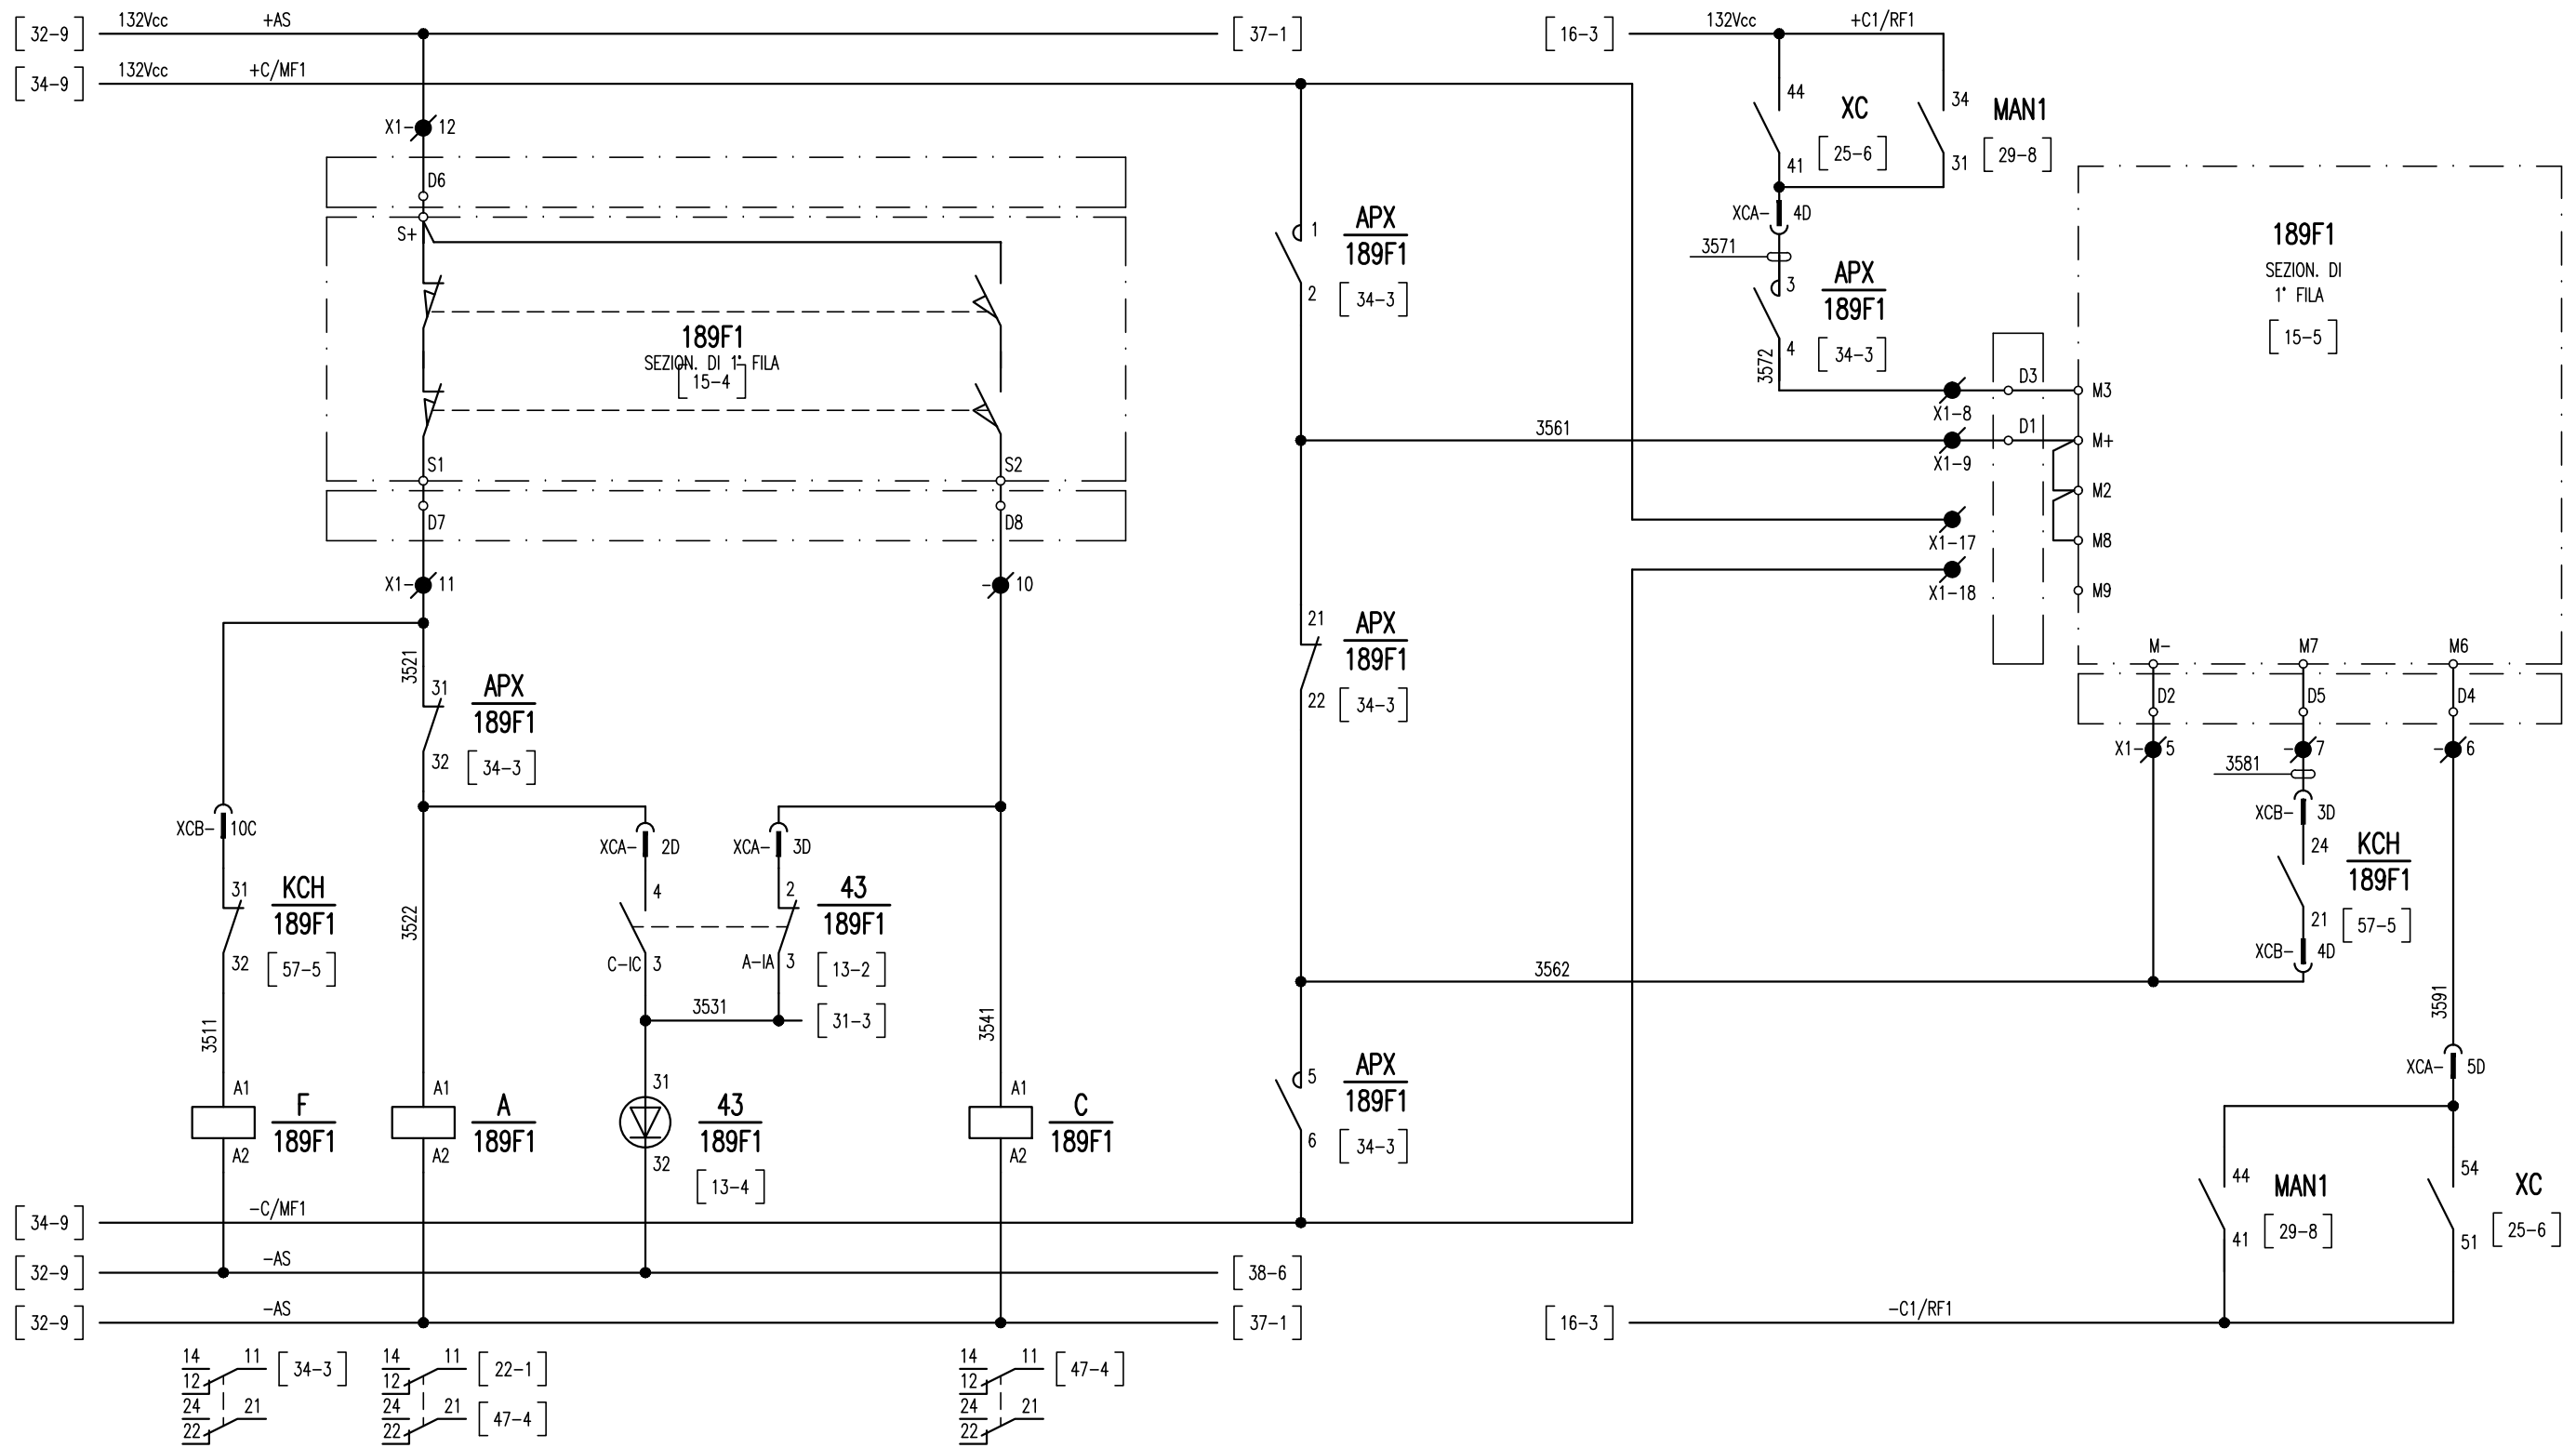 [32-9] 132Vcc +AS [37-1]
[34-9] 132Vcc +C/MF1
[16-3] 132Vcc +C1/RF1
X1- 12
D6
S+
189F1
SEZION. DI 1° FILA
[15-4]
S1 S2
D7 D8
X1- 11
- 10
3521
31
APX
189F1
32 [34-3]
XCB- 10C
31 KCH
189F1
32 [57-5]
3511
3522
XCA- 2D
XCA- 3D
4
2
43
189F1
C-IC 3
A-IA 3
[13-2]
3531 [31-3]
3541
A1 F
189F1
A2
A1 A
189F1
A2
31 43
189F1
32
[13-4]
A1 C
189F1
A2
[34-9] -C/MF1
[32-9] -AS [38-6]
[32-9] -AS [37-1]
14 11 [34-3]
12
24 21
22
14 11 [22-1]
12
24 21 [47-4]
22
14 11 [47-4]
12
24 21
22
1 APX
189F1
2 [34-3]
3561
21 APX
189F1
22 [34-3]
3562
5 APX
189F1
6 [34-3]
44 XC
41 [25-6]
34 MAN1
31 [29-8]
XCA- 4D
3571
3 APX
189F1
4 [34-3]
3572
X1-8 D3 M3
X1-9 D1 M+
M2
X1-17 M8
X1-18 M9
189F1
SEZION. DI
1° FILA
[15-5]
M- M7 M6
D2 D5 D4
X1- 5
- 7
- 6
3581
XCB- 3D
24 KCH
189F1
21 [57-5]
XCB- 4D
3591
XCA- 5D
44 MAN1
41 [29-8]
54 XC
51 [25-6]
[16-3] -C1/RF1